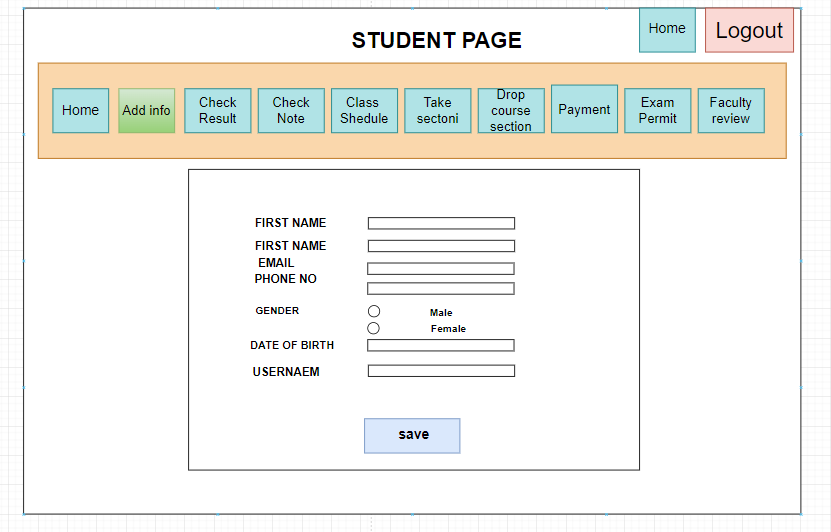 Home
Logout
STUDENT PAGE
Home
Add info
Check
Result
Check
Note
Class
Shedule
Take
sectoni
Drop
course
section
Payment
Exam
Permit
Faculty
review
FIRST NAME
FIRST NAME
EMAIL
PHONE NO
GENDER
Male
Female
DATE OF BIRTH
USERNAEM
save